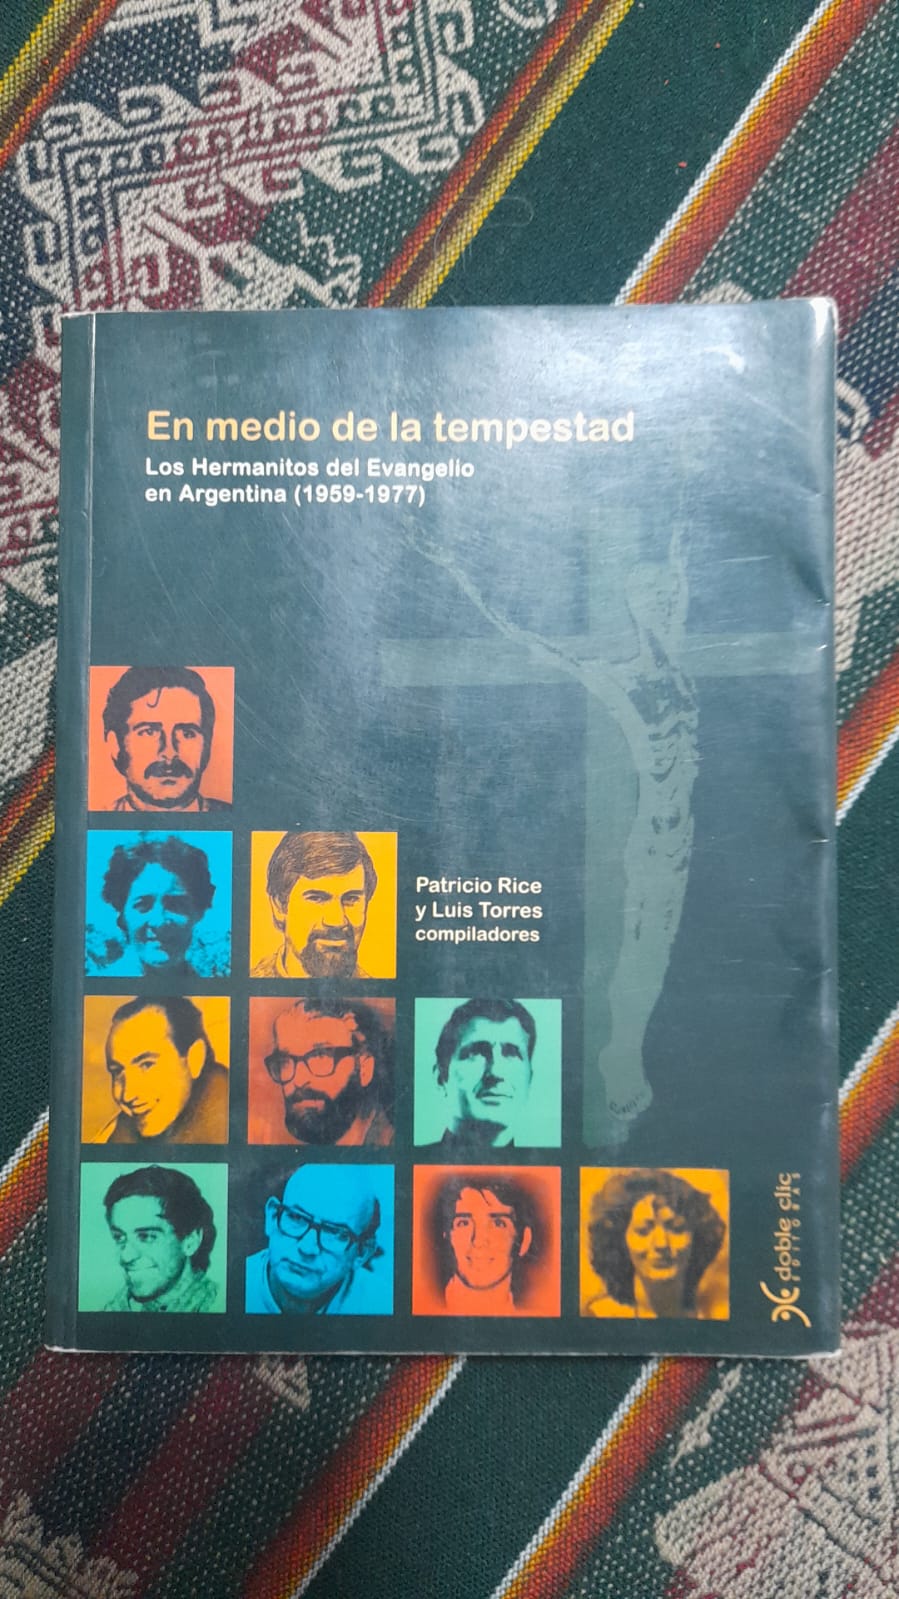 En medio de la tempestad
Los Hermanitos del Evangelio
en Argentina (1959-1977)
Patricio Rice
y Luis Torres
compiladores
doble clic
EDITORAS